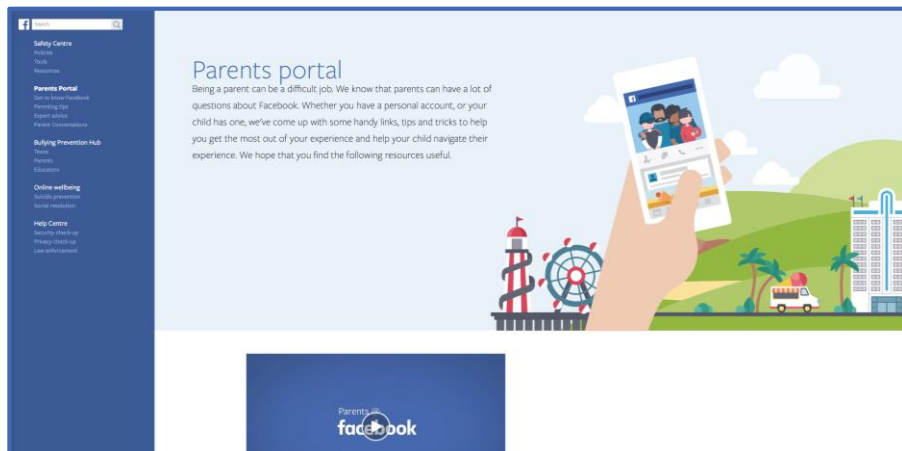 Search
Safety Centre
Policies
Tools
Resources
Parents Portal
Get to know Facebook
Parenting tips
Expert advice
Parent Conversations
Bullying Prevention Hub
Teens
Parents
Educators
Online wellbeing
Suicide prevention
Social resolution
Help Centre
Security check-up
Privacy check-up
Law enforcement
Parents portal
Being a parent can be a difficult job. We know that parents can have a lot of
questions about Facebook. Whether you have a personal account, or your
child has one, we've come up with some handy links, tips and tricks to help
you get the most out of your experience and help your child navigate their
experience. We hope that you find the following resources useful.
Parents @
facebook